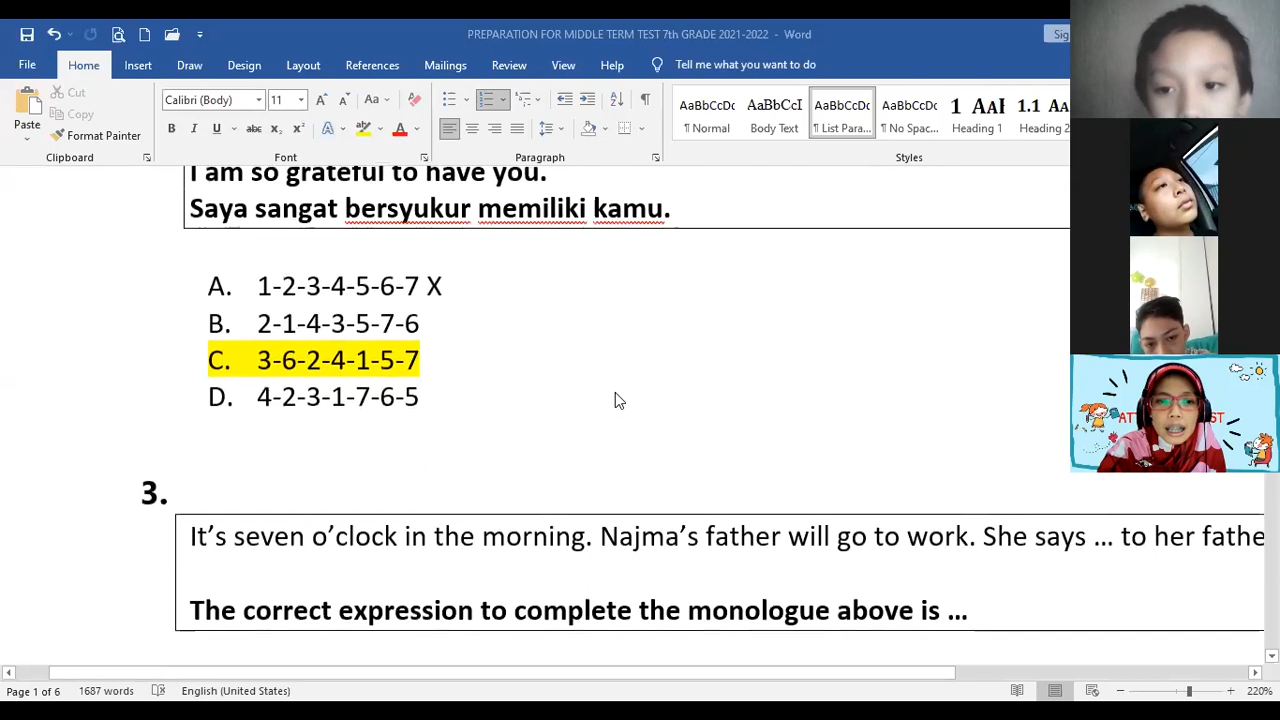 PREPARATION FOR MIDDLE TERM TEST 7th GRADE 2021-2022 - Word
File Home Insert Draw Design Layout References Mailings Review View Help Tell me what you want to do
Paste
Cut
Copy
Format Painter
Clipboard
Calibri (Body) 11
Font
Paragraph
AaBbCcDc AaBbCcI AaBbCcDc AaBbCcDc 1 AaI 1.1 AaBbCc
¶ Normal Body Text ¶ List Para... ¶ No Spac... Heading 1 Heading 2
Styles
I am so grateful to have you.
Saya sangat bersyukur memiliki kamu.
A. 1-2-3-4-5-6-7 X
B. 2-1-4-3-5-7-6
C. 3-6-2-4-1-5-7
D. 4-2-3-1-7-6-5
3.
It’s seven o’clock in the morning. Najma’s father will go to work. She says ... to her fathe
The correct expression to complete the monologue above is ...
Page 1 of 6 1687 words English (United States) 220%